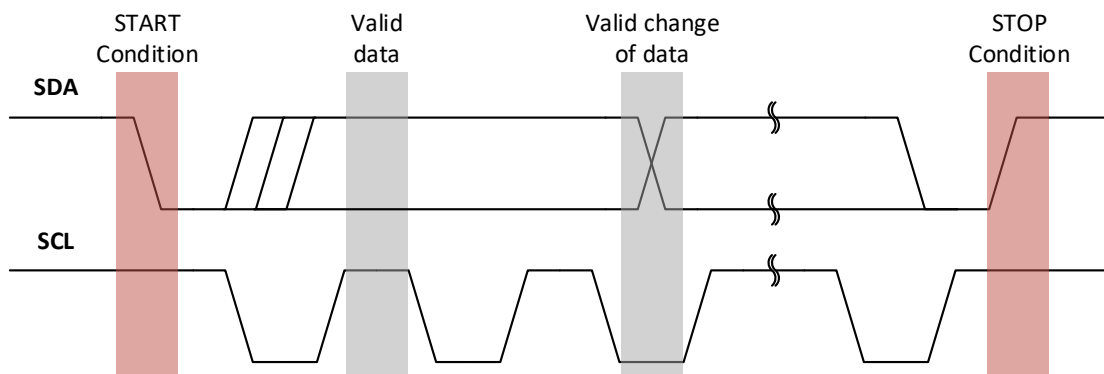 START
Condition
Valid
data
Valid change
of data
STOP
Condition
SDA
SCL